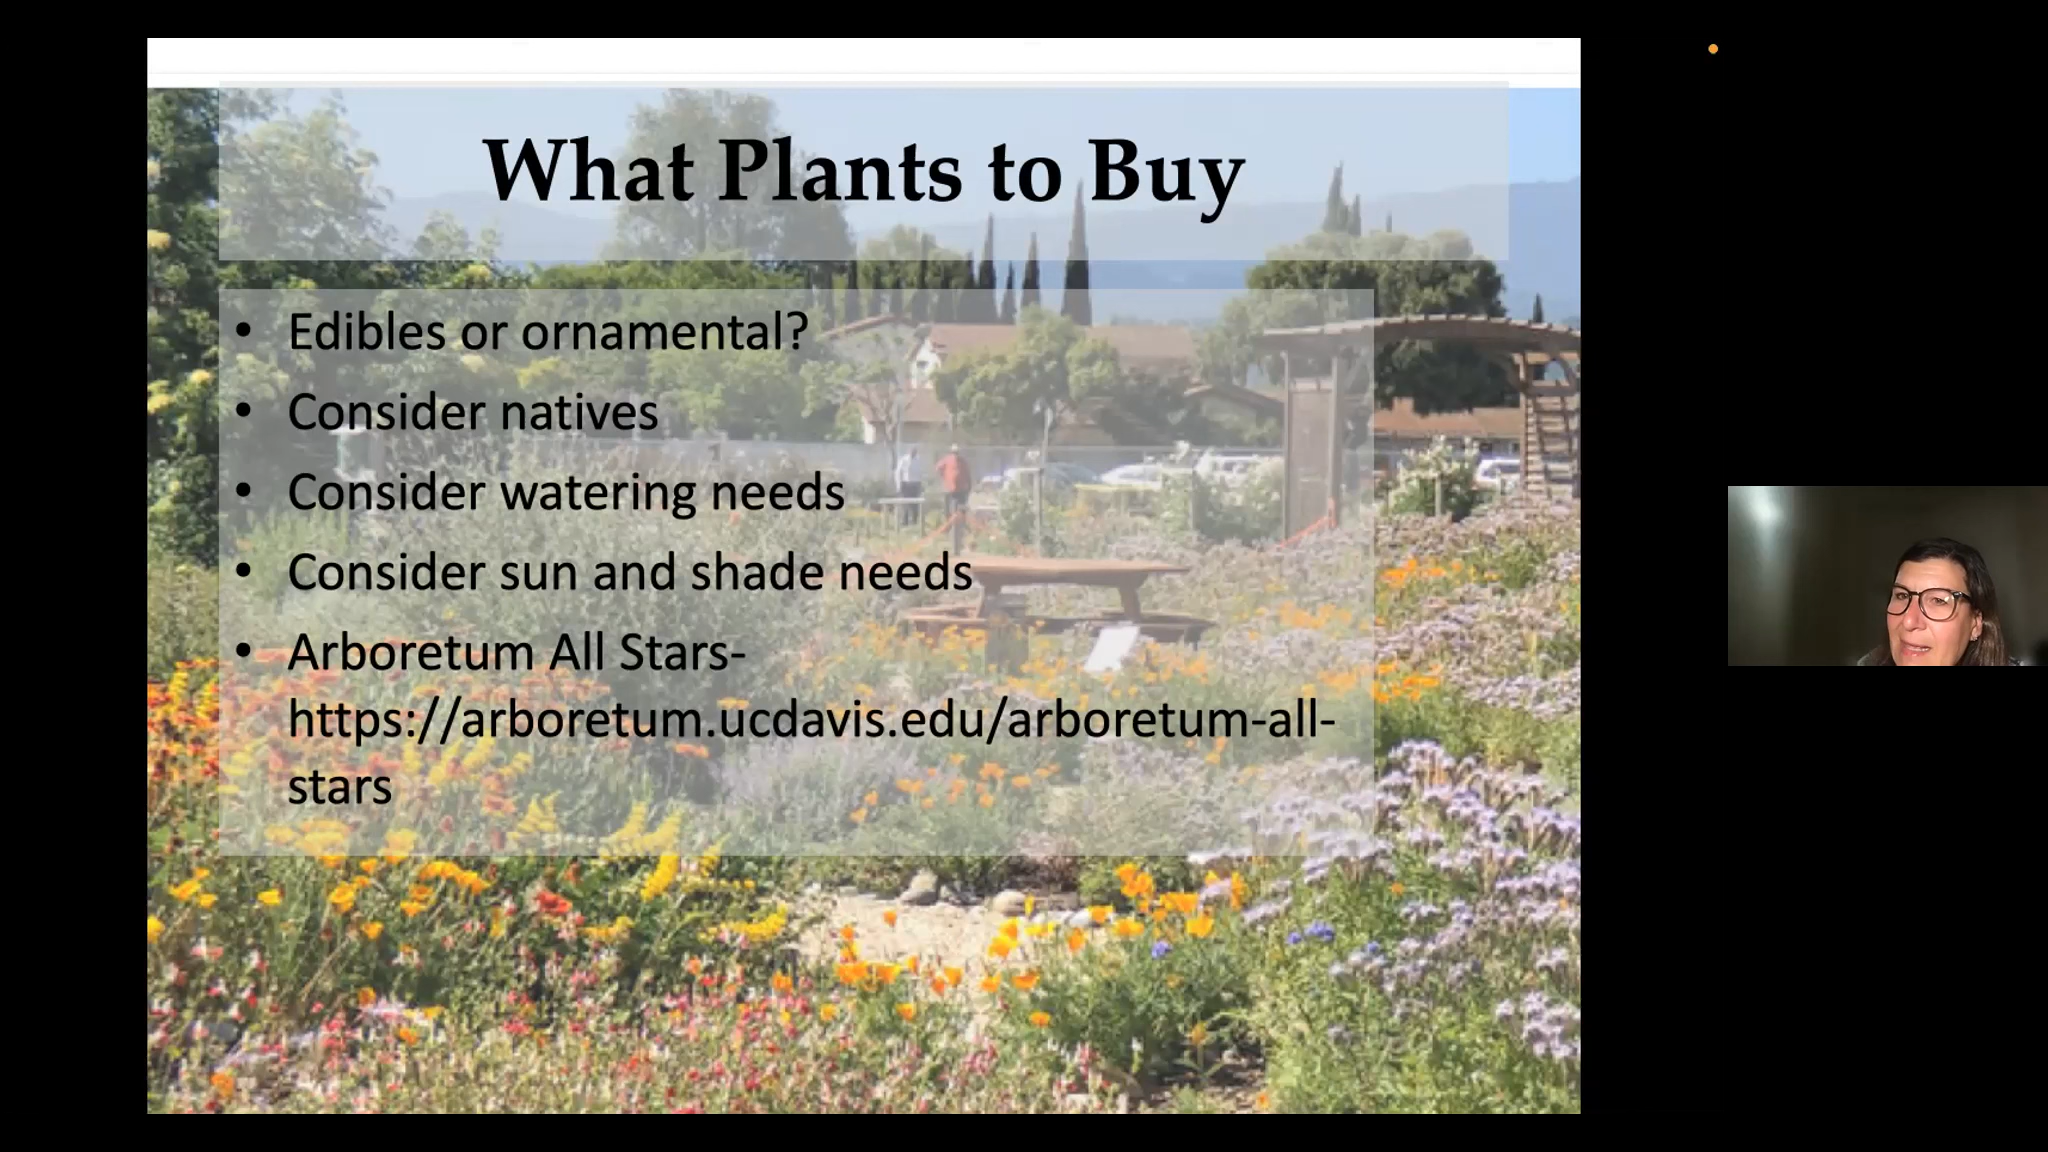 What Plants to Buy
• Edibles or ornamental?
• Consider natives
• Consider watering needs
• Consider sun and shade needs
• Arboretum All Stars-
https://arboretum.ucdavis.edu/arboretum-all-
stars